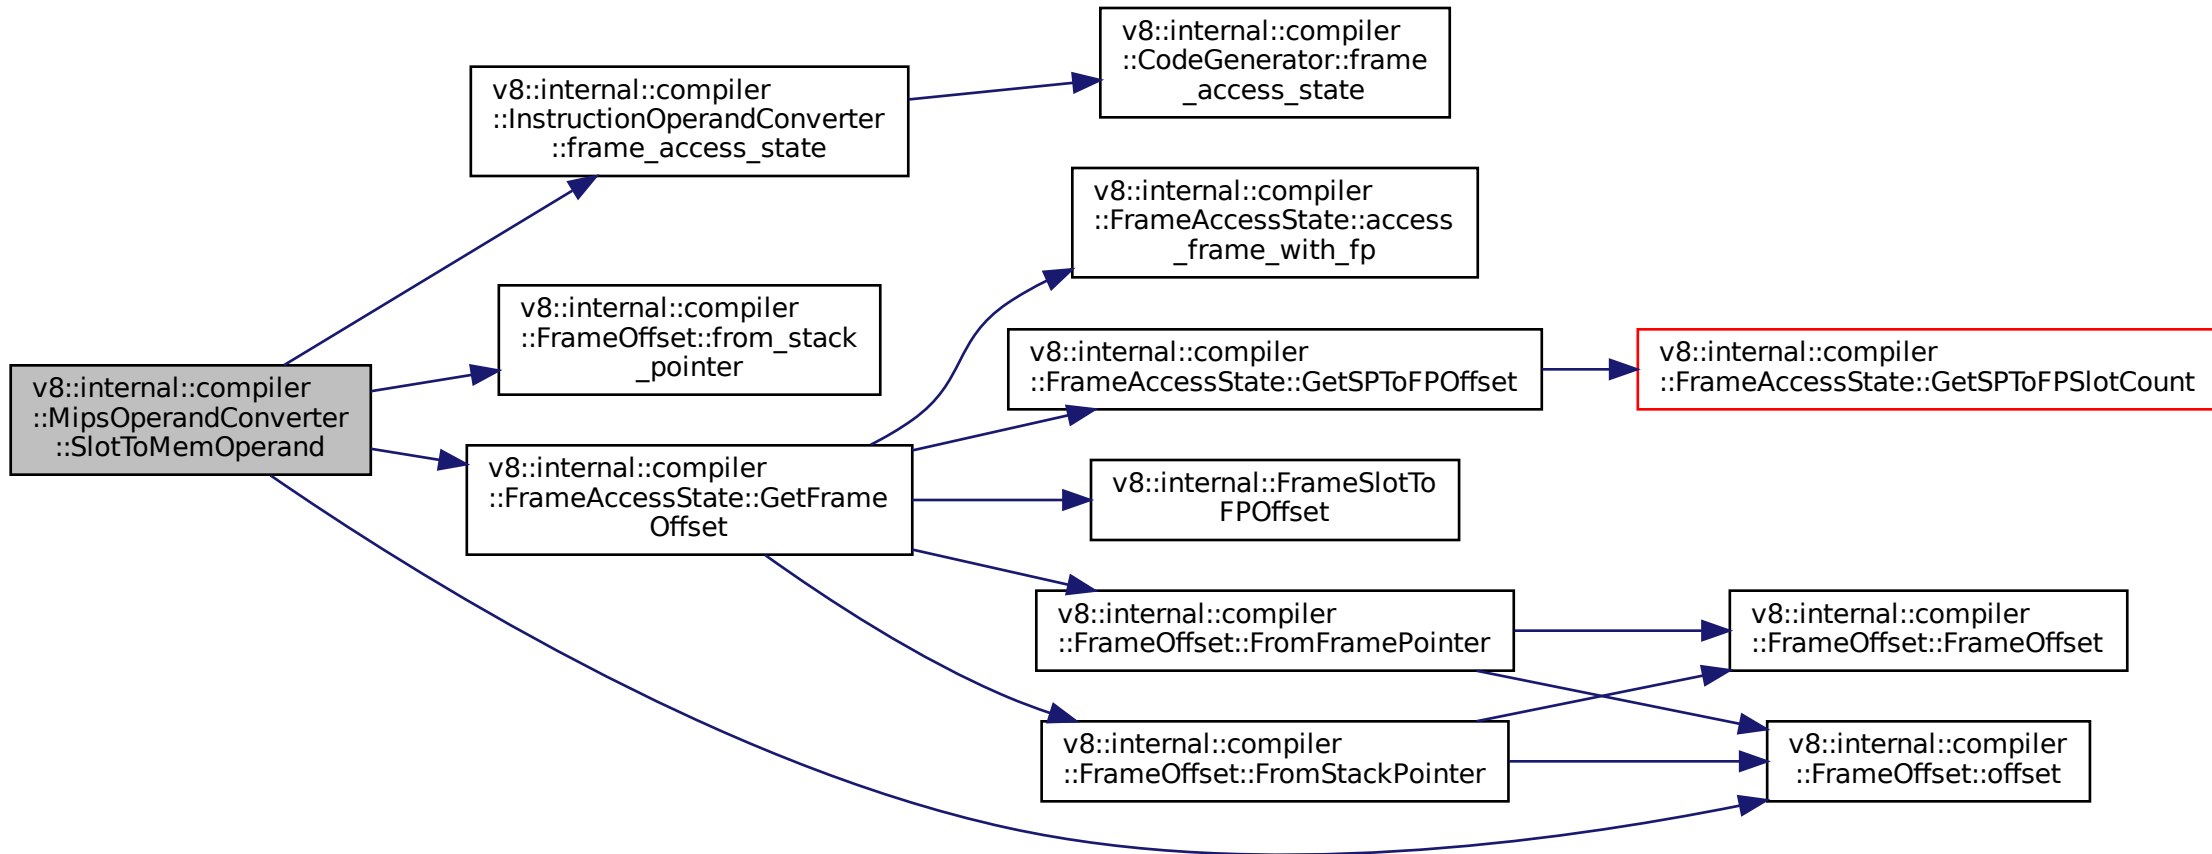 v8::internal::compiler
::MipsOperandConverter
::SlotToMemOperand
v8::internal::compiler
::InstructionOperandConverter
::frame_access_state
v8::internal::compiler
::CodeGenerator::frame
_access_state
v8::internal::compiler
::FrameOffset::from_stack
_pointer
v8::internal::compiler
::FrameAccessState::GetFrame
Offset
v8::internal::compiler
::FrameAccessState::access
_frame_with_fp
v8::internal::compiler
::FrameAccessState::GetSPToFPOffset
v8::internal::compiler
::FrameAccessState::GetSPToFPSlotCount
v8::internal::FrameSlotTo
FPOffset
v8::internal::compiler
::FrameOffset::FromFramePointer
v8::internal::compiler
::FrameOffset::FrameOffset
v8::internal::compiler
::FrameOffset::FromStackPointer
v8::internal::compiler
::FrameOffset::offset